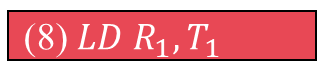 (8) LD R₁,T₁